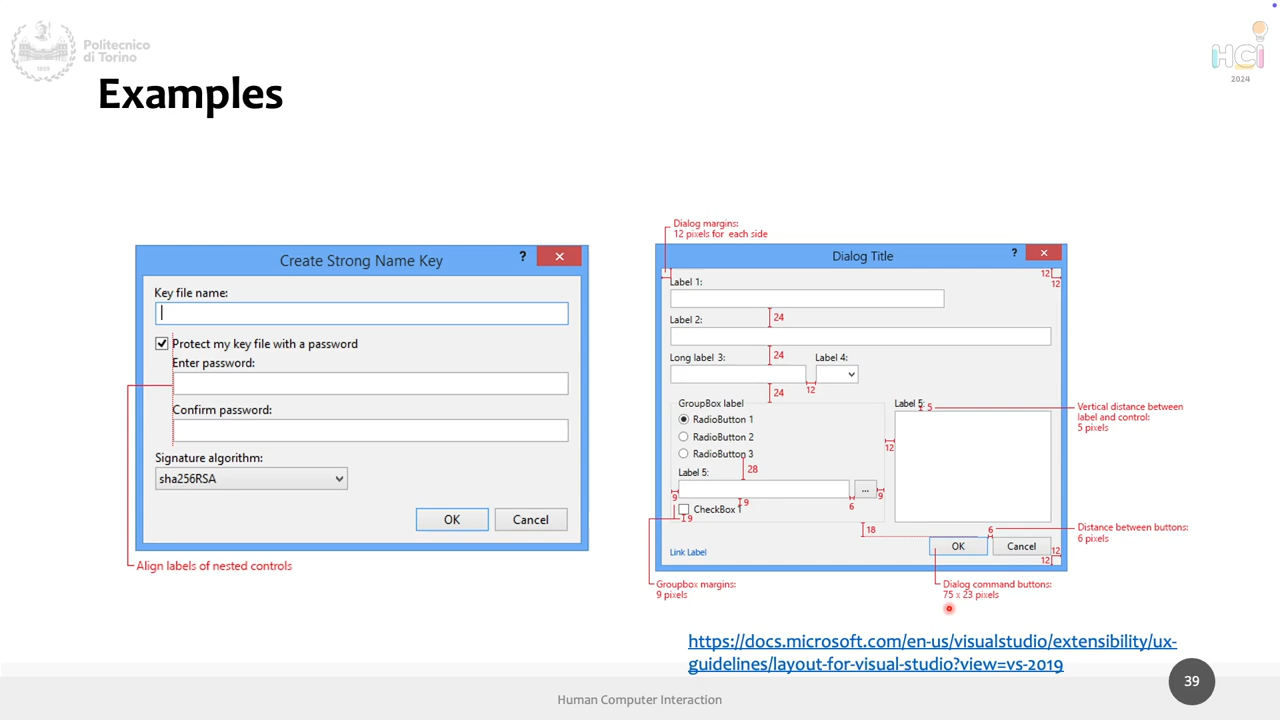 Politecnico
di Torino
1859
HCI
2024
Examples
Create Strong Name Key
?
Key file name:
Protect my key file with a password
Enter password:
Confirm password:
Signature algorithm:
sha256RSA
OK
Cancel
Align labels of nested controls
Dialog margins:
12 pixels for each side
Dialog Title
?
12
12
Label 1:
24
Label 2:
24
Long label 3:
Label 4:
12
24
GroupBox label
RadioButton 1
RadioButton 2
RadioButton 3
28
Label 5:
...
9
9
6
9
CheckBox 1
9
Label 5:
5
12
Vertical distance between
label and control:
5 pixels
18
6
Distance between buttons:
6 pixels
Link Label
OK
Cancel
12
12
Groupbox margins:
9 pixels
Dialog command buttons:
75 x 23 pixels
https://docs.microsoft.com/en-us/visualstudio/extensibility/ux-
guidelines/layout-for-visual-studio?view=vs-2019
Human Computer Interaction
39